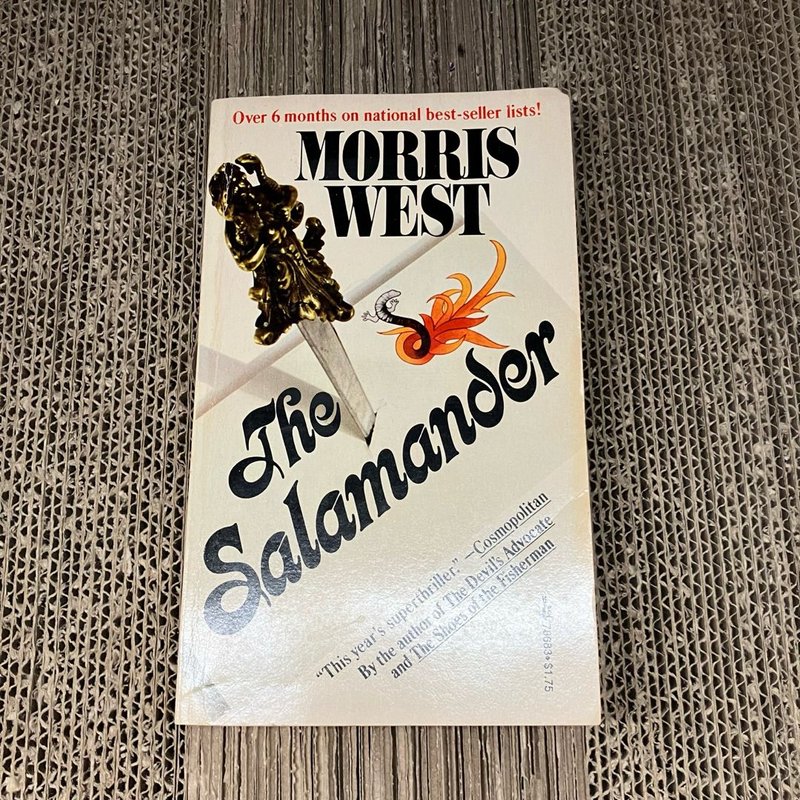 Over 6 months on national best-seller lists!
MORRIS
WEST
The
Salamander
"This year's superthriller." —Cosmopolitan
By the author of The Devil's Advocate
and The Shoes of the Fisherman
78683•$1.75